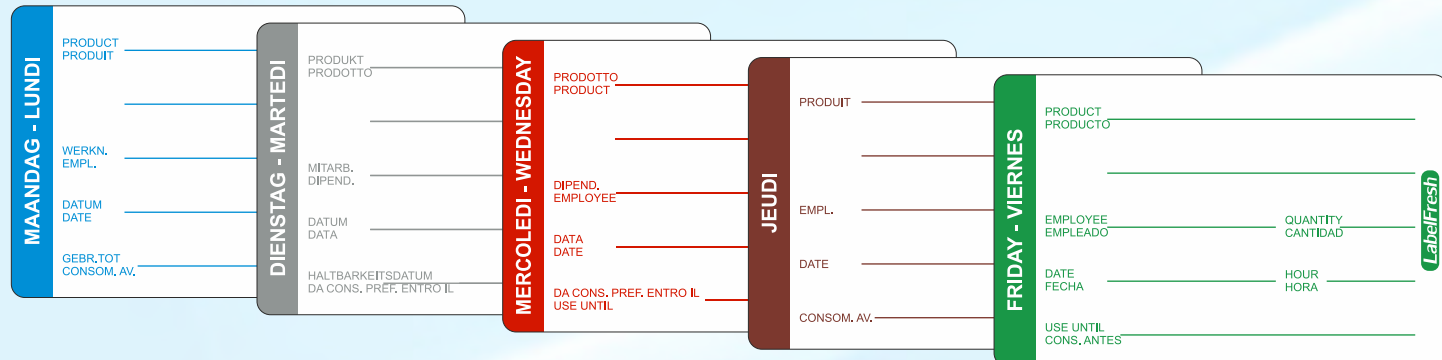 MAANDAG - LUNDI
PRODUCT
PRODUIT
WERKN.
EMPL.
DATUM
DATE
GEBR.TOT
CONSOM. AV.
DIENSTAG - MARTEDI
PRODUKT
PRODOTTO
MITARB.
DIPEND.
DATUM
DATA
HALTBARKEITSDATUM
DA CONS. PREF. ENTRO IL
MERCOLEDI - WEDNESDAY
PRODOTTO
PRODUCT
DIPEND.
EMPLOYEE
DATA
DATE
DA CONS. PREF. ENTRO IL
USE UNTIL
JEUDI
PRODUIT
EMPL.
DATE
CONSOM. AV.
FRIDAY - VIERNES
PRODUCT
PRODUCTO
EMPLOYEE
EMPLEADO
QUANTITY
CANTIDAD
DATE
FECHA
HOUR
HORA
USE UNTIL
CONS. ANTES
LabelFresh